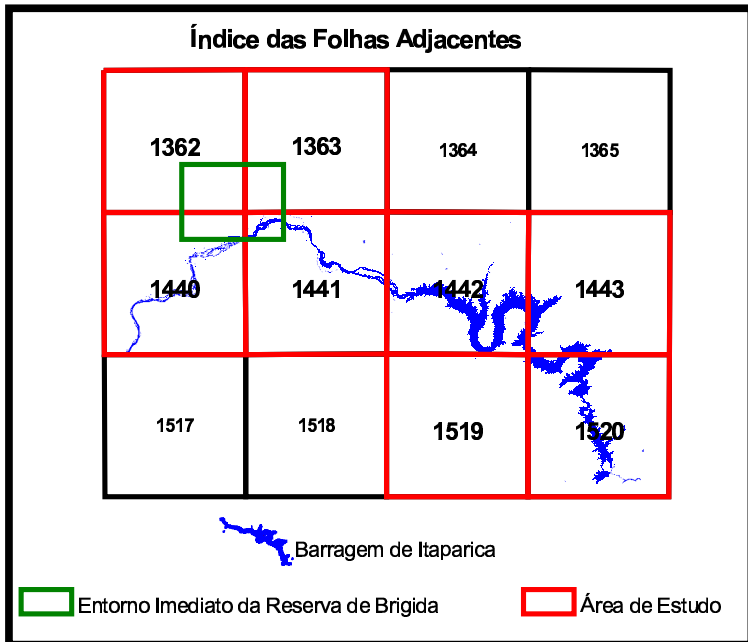 Índice das Folhas Adjacentes
1362 1363 1364 1365
1440 1441 1442 1443
1517 1518 1519 1520
Barragem de Itaparica
Entorno Imediato da Reserva de Brigida
Área de Estudo